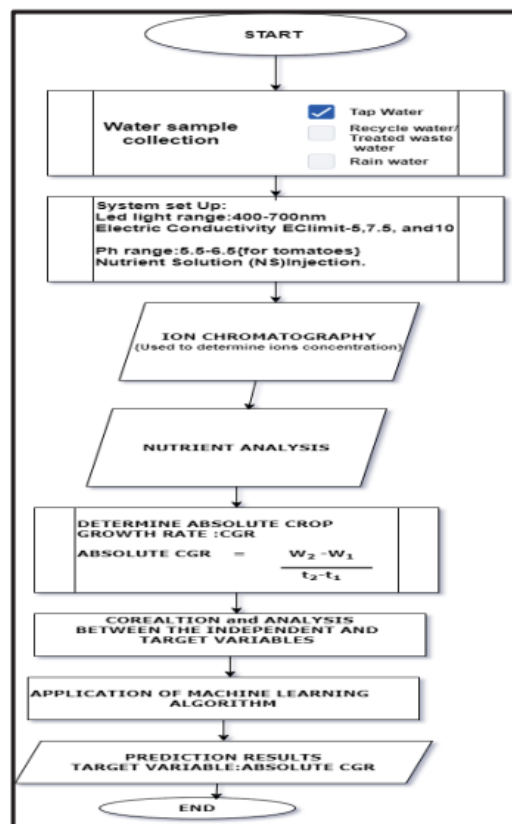 START
Water sample
collection
Tap Water
Recycle water/
Treated waste
water
Rain water
System set Up:
Led light range:400-700nm
Electric Conductivity EClimit-5,7.5, and10
Ph range:5.5-6.5{for tomatoes}
Nutrient Solution (NS)Injection.
ION CHROMATOGRAPHY
{Used to determine ions concentration}
NUTRIENT ANALYSIS
DETERMINE ABSOLUTE CROP
GROWTH RATE :CGR
ABSOLUTE CGR = W2 -W1
t2-t1
COREALTION and ANALYSIS
BETWEEN THE INDEPENDENT AND
TARGET VARIABLES
APPLICATION OF MACHINE LEARNING
ALGORITHM
PREDICTION RESULTS
TARGET VARIABLE:ABSOLUTE CGR
END